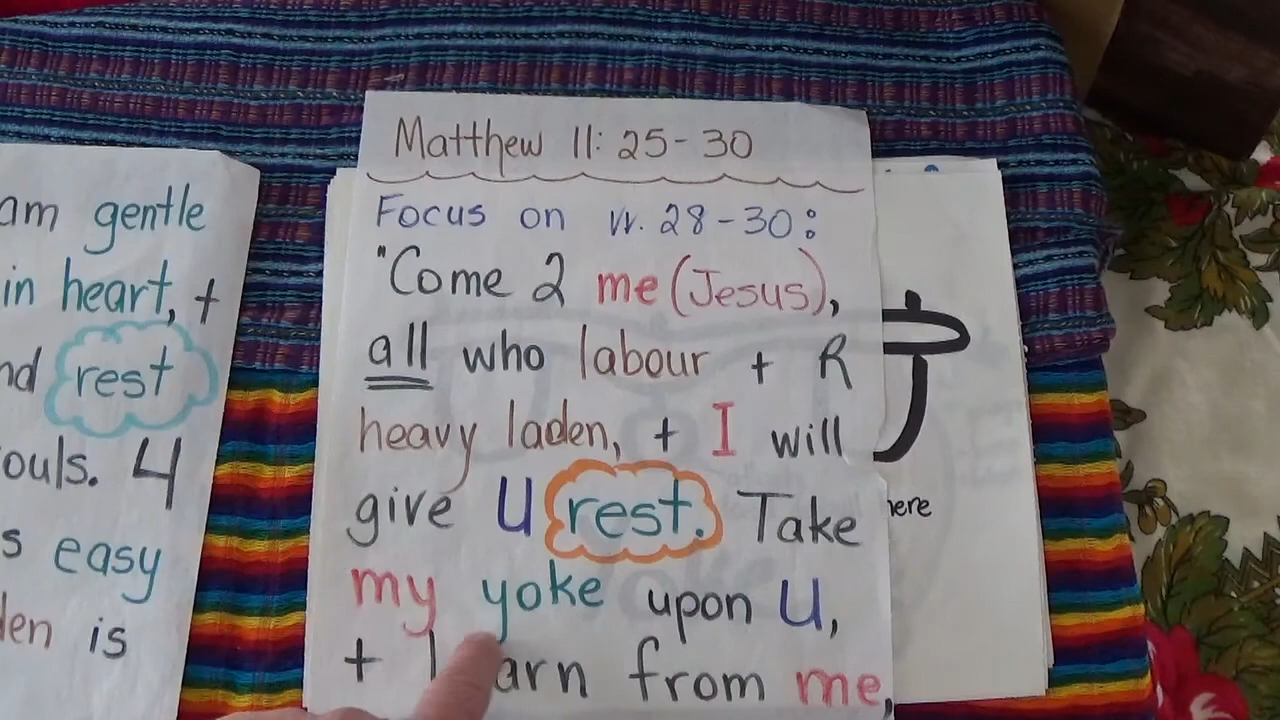 am gentle
in heart, +
nd rest
ouls. 4
s easy
den is
Matthew 11:25-30
Focus on vv. 28-30:
"Come 2 me (Jesus),
all who labour + R
heavy laden, + I will
give U rest. Take
my yoke upon U,
+ learn from me,
here